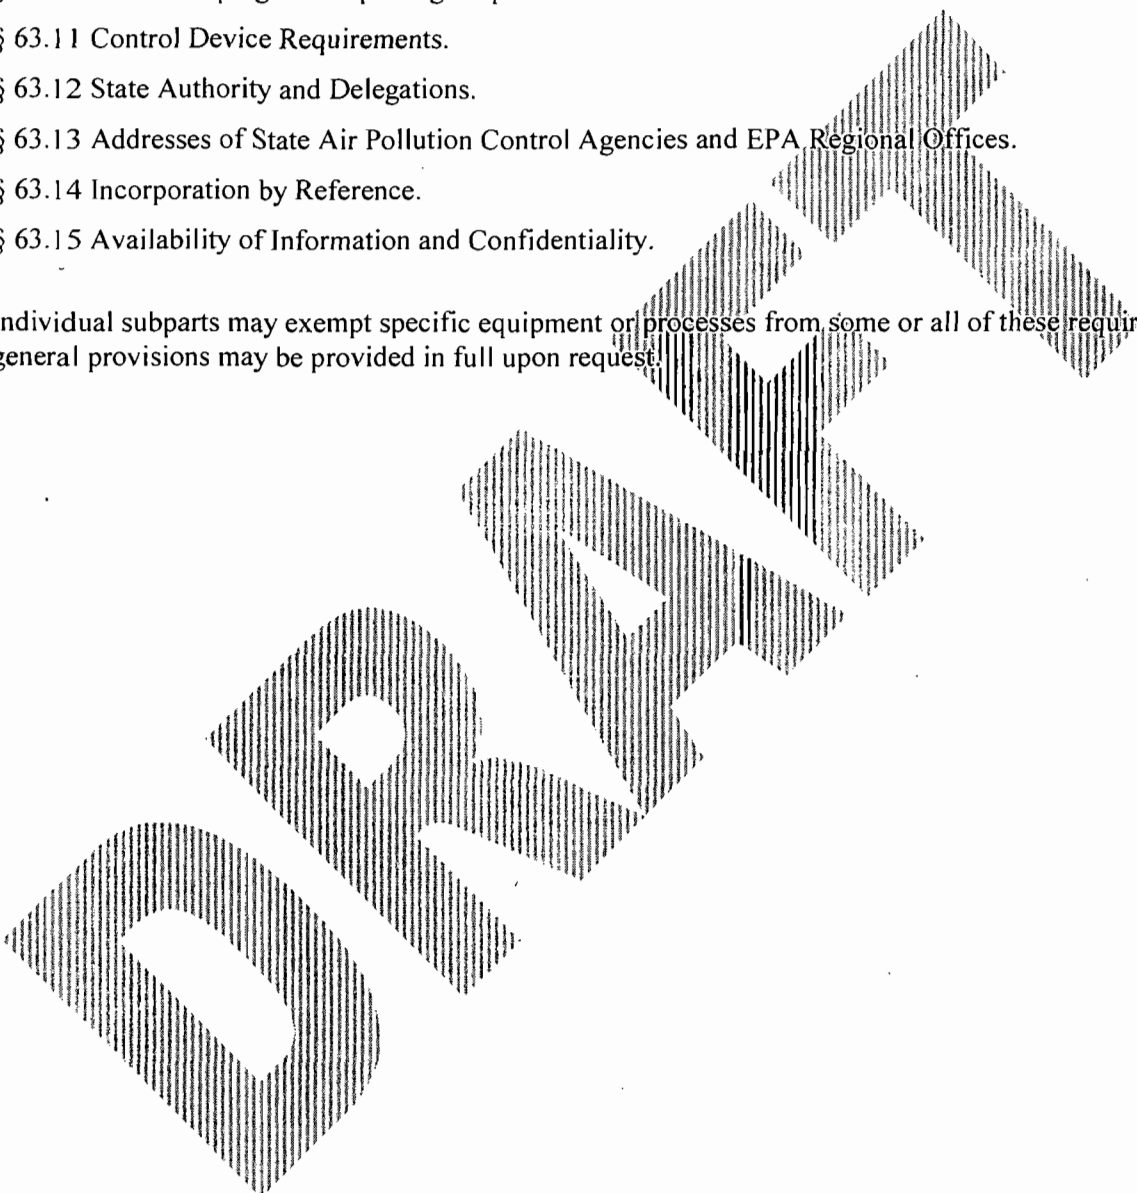 § 63.11 Control Device Requirements.
§ 63.12 State Authority and Delegations.
§ 63.13 Addresses of State Air Pollution Control Agencies and EPA Regional Offices.
§ 63.14 Incorporation by Reference.
§ 63.15 Availability of Information and Confidentiality.
ndividual subparts may exempt specific equipment or processes from some or all of these requir
general provisions may be provided in full upon request.
DRAFT